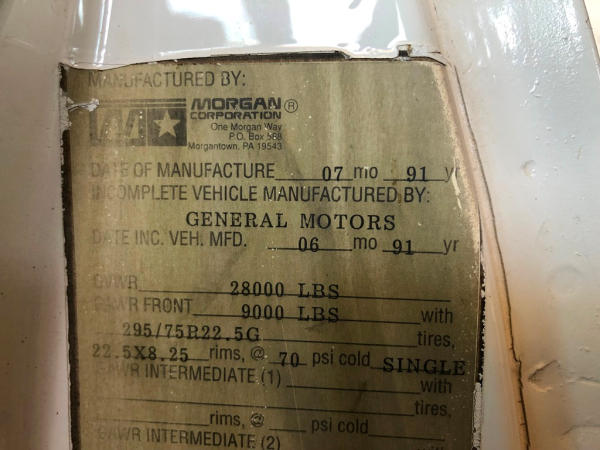 MANUFACTURED BY:
MORGAN®
CORPORATION
One Morgan Way
P.O. Box 588
Morgantown, PA 19543
DATE OF MANUFACTURE 07 mo 91 yr
INCOMPLETE VEHICLE MANUFACTURED BY:
GENERAL MOTORS
DATE INC. VEH. MFD. 06 mo 91 yr
GVWR 28000 LBS
GAWR FRONT 9000 LBS with
295/75R22.5G tires,
22.5X8.25 rims, @ 70 psi cold SINGLE
GAWR INTERMEDIATE (1) with
tires,
rims, @ psi cold
GAWR INTERMEDIATE (2)